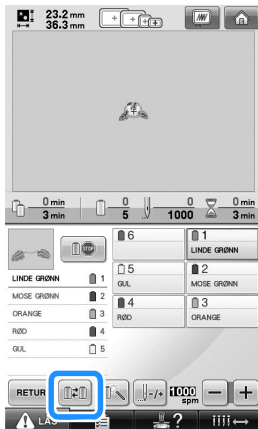 23.2 mm
36.3 mm
0 min
3 min
0
5
0
1000
0 min
3 min
STOP
6
1
LINDE GRØNN
LINDE GRØNN 1
5
GUL
2
MOSE GRØNN
MOSE GRØNN 2
ORANGE 3
4
RØD
3
ORANGE
RØD 4
GUL 5
RETUR
-/+
1000
spm
-
+
LÅS
?